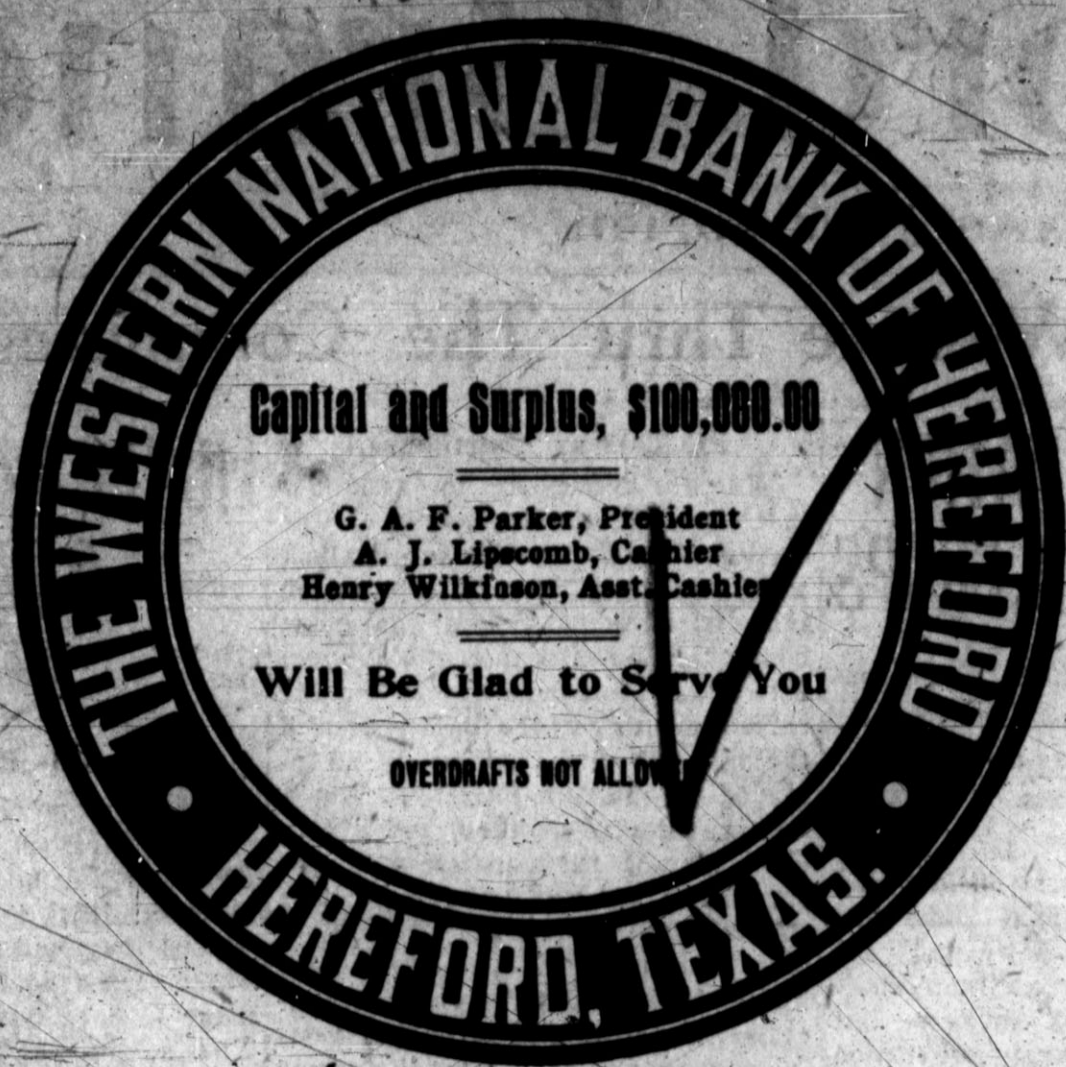 THE WESTERN NATIONAL BANK OF HEREFORD
Capital and Surplus, $100,000.00
G. A. F. Parker, President
A. J. Lipscomb, Cashier
Henry Wilkinson, Asst. Cashier
Will Be Glad to Serve You
OVERDRAFTS NOT ALLOWED
HEREFORD, TEXAS.